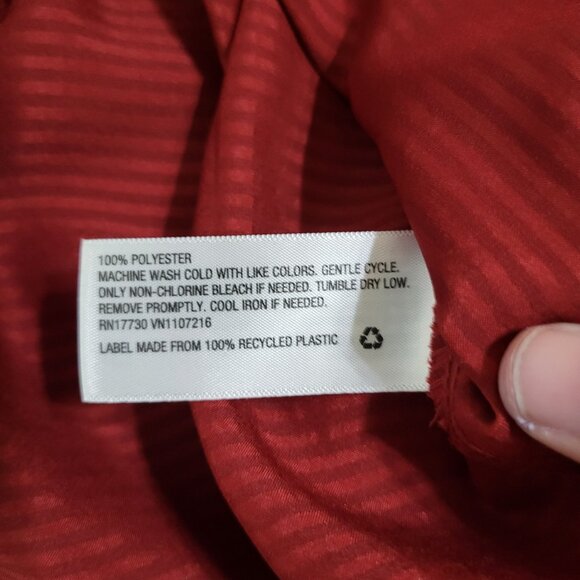 100% POLYESTER
MACHINE WASH COLD WITH LIKE COLORS. GENTLE CYCLE.
ONLY NON-CHLORINE BLEACH IF NEEDED. TUMBLE DRY LOW.
REMOVE PROMPTLY. COOL IRON IF NEEDED.
RN17730 VN1107216
LABEL MADE FROM 100% RECYCLED PLASTIC